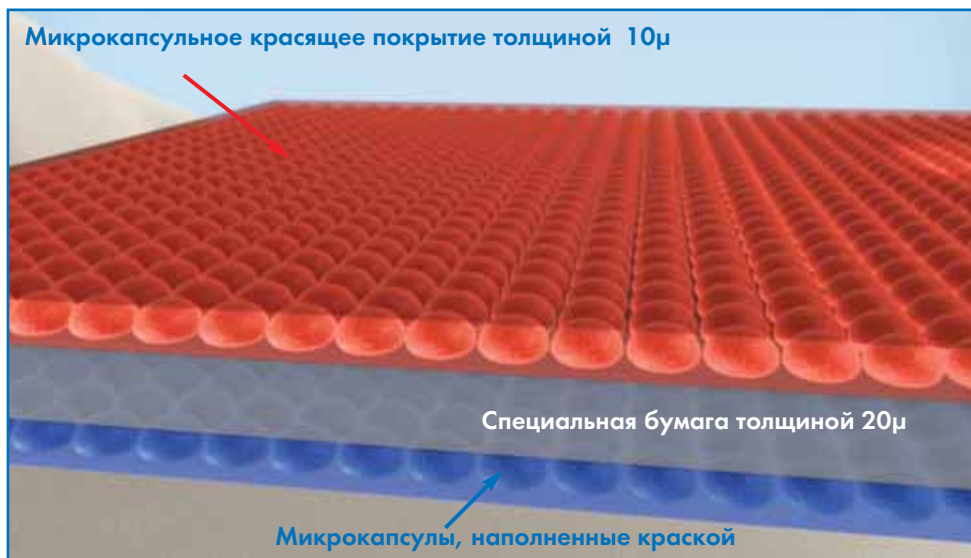 Микрокапсульное красящее покрытие толщиной 10µ
Специальная бумага толщиной 20µ
Микрокапсулы, наполненные краской